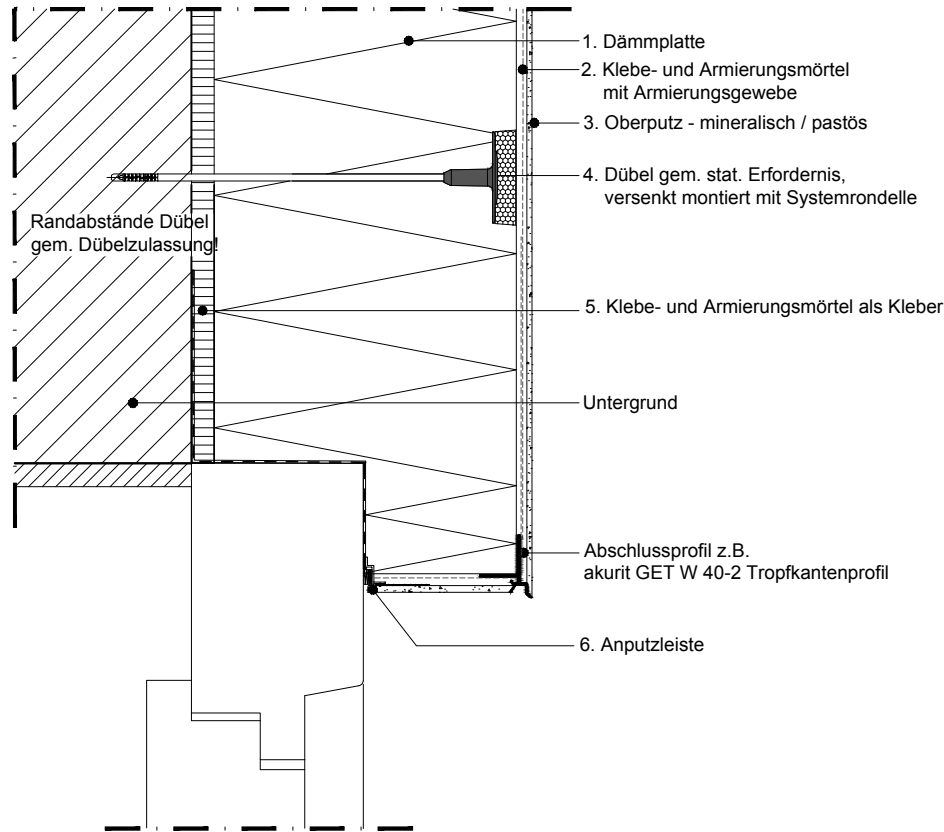 1. Dämmplatte
2. Klebe- und Armierungsmörtel
mit Armierungsgewebe
3. Oberputz - mineralisch / pastös
4. Dübel gem. stat. Erfordernis,
versenkt montiert mit Systemrondelle
Randabstände Dübel
gem. Dübelzulassung!
5. Klebe- und Armierungsmörtel als Kleber
Untergrund
Abschlussprofil z.B.
akurit GET W 40-2 Tropfkantenprofil
6. Anputzleiste